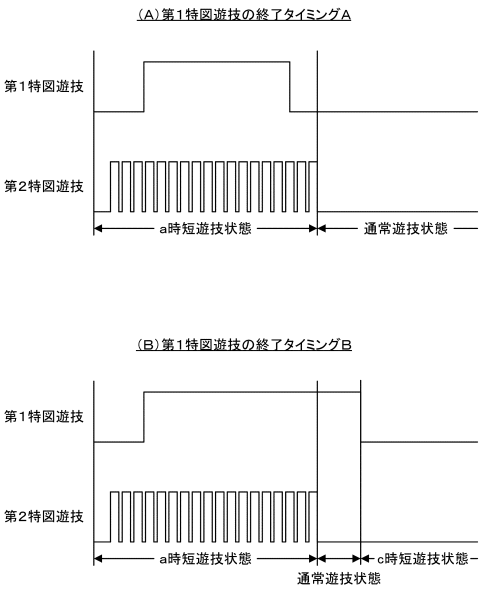 （A）第１特図遊技の終了タイミングA
第１特図遊技
第２特図遊技
a時短遊技状態
通常遊技状態
（B）第１特図遊技の終了タイミングB
第１特図遊技
第２特図遊技
a時短遊技状態
c時短遊技状態
通常遊技状態